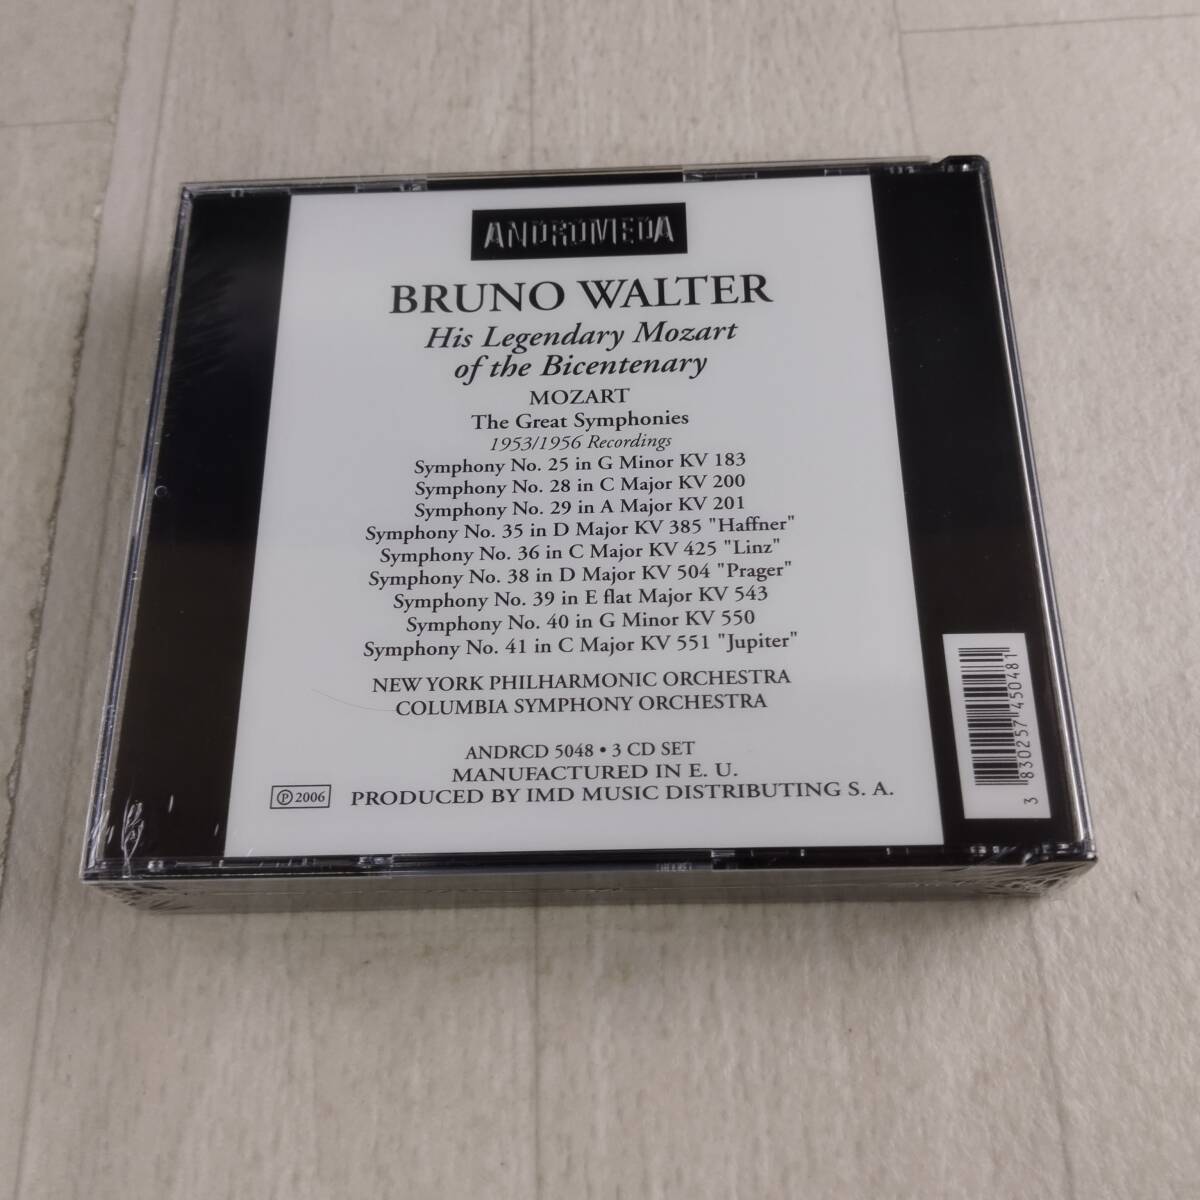 ANDROMEDA
BRUNO WALTER
His Legendary Mozart
of the Bicentenary
MOZART
The Great Symphonies
1953/1956 Recordings
Symphony No. 25 in G Minor KV 183
Symphony No. 28 in C Major KV 200
Symphony No. 29 in A Major KV 201
Symphony No. 35 in D Major KV 385 "Haffner"
Symphony No. 36 in C Major KV 425 "Linz"
Symphony No. 38 in D Major KV 504 "Prager"
Symphony No. 39 in E flat Major KV 543
Symphony No. 40 in G Minor KV 550
Symphony No. 41 in C Major KV 551 "Jupiter"
NEW YORK PHILHARMONIC ORCHESTRA
COLUMBIA SYMPHONY ORCHESTRA
ANDRCD 5048 • 3 CD SET
MANUFACTURED IN E. U.
℗ 2006 PRODUCED BY IMD MUSIC DISTRIBUTING S. A.
3 830257 450481